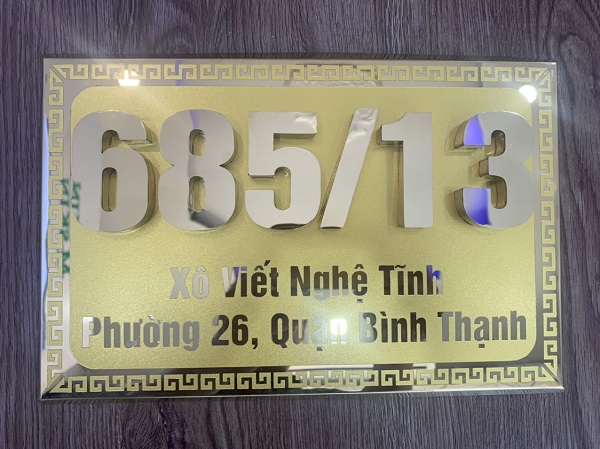 685/13
Xô Viết Nghệ Tĩnh
Phường 26, Quận Bình Thạnh